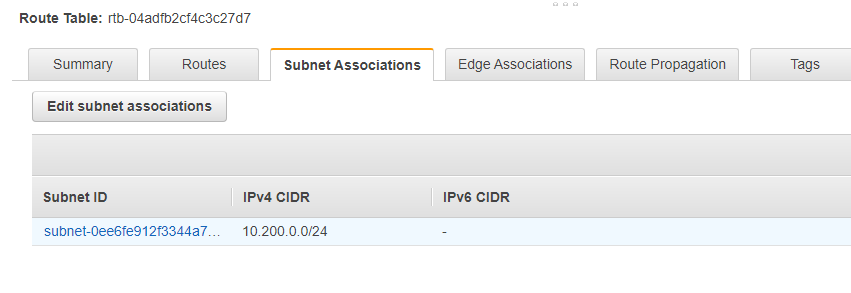 Route Table: rtb-04adfb2cf4c3c27d7
Summary Routes Subnet Associations Edge Associations Route Propagation Tags
Edit subnet associations
Subnet ID IPv4 CIDR IPv6 CIDR
subnet-0ee6fe912f3344a7… 10.200.0.0/24 -